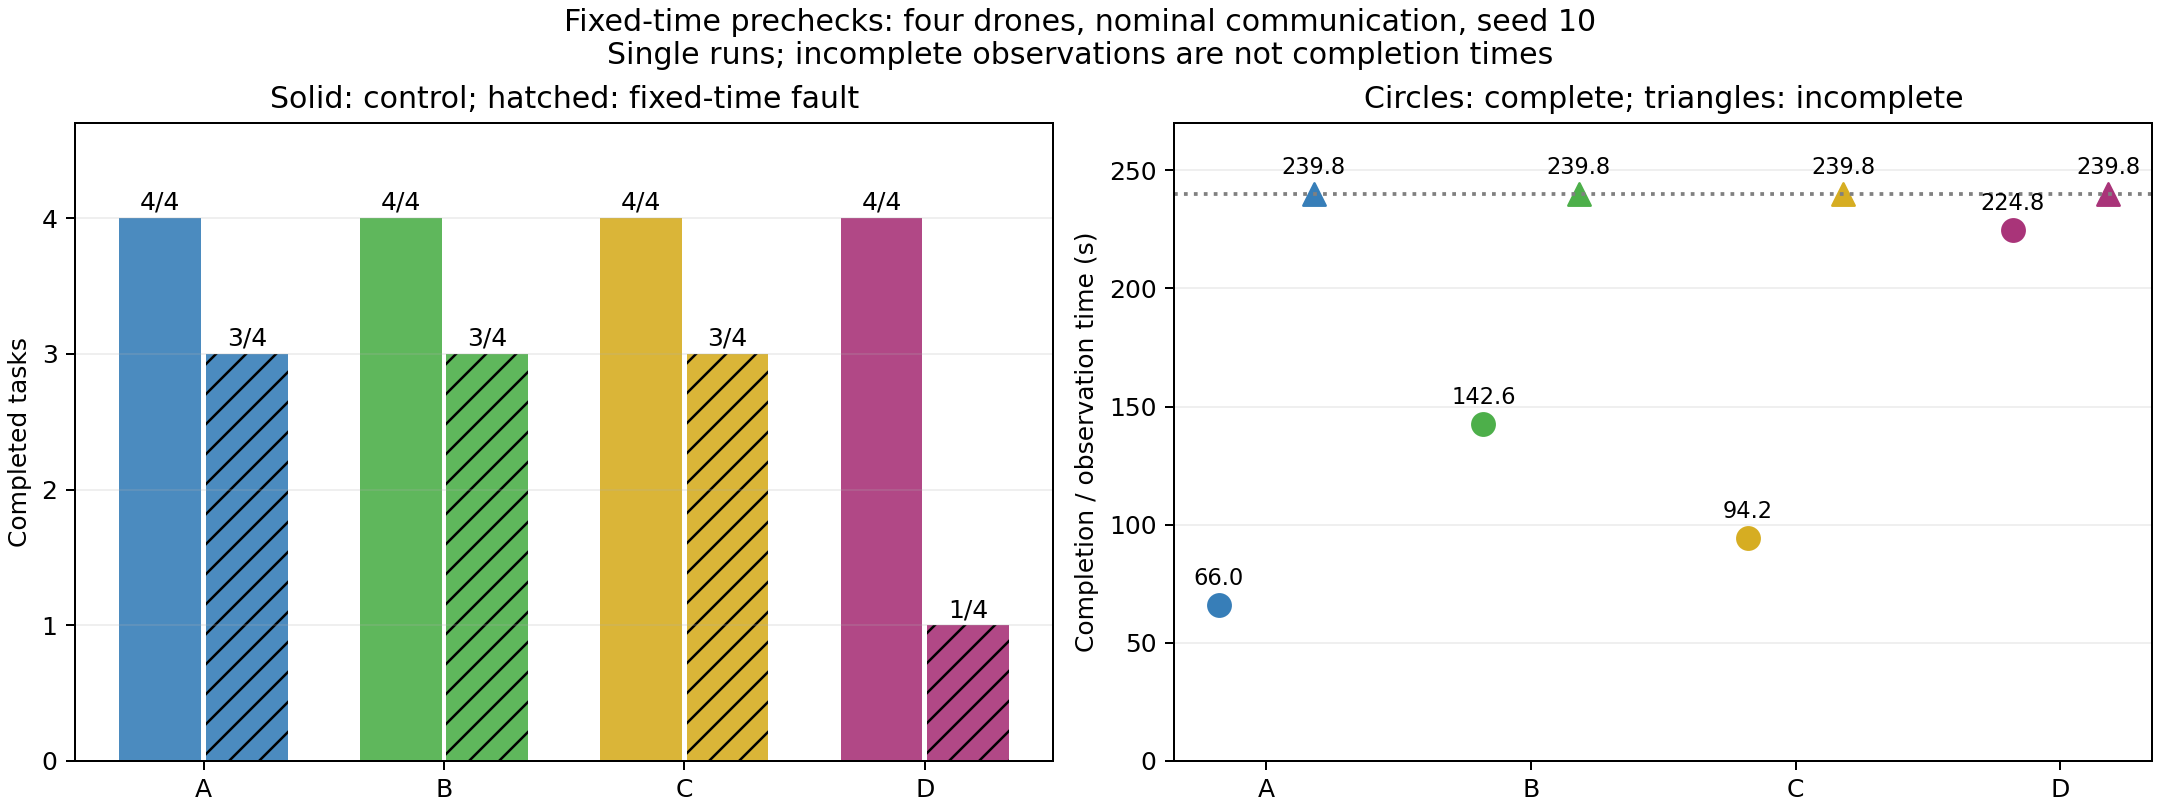 Fixed-time prechecks: four drones, nominal communication, seed 10
Single runs; incomplete observations are not completion times
Solid: control; hatched: fixed-time fault
Completed tasks
4
3
2
1
0
4/4
3/4
4/4
3/4
4/4
3/4
4/4
1/4
A
B
C
D
Circles: complete; triangles: incomplete
Completion / observation time (s)
250
200
150
100
50
0
239.8
239.8
239.8
239.8
224.8
142.6
94.2
66.0
A
B
C
D